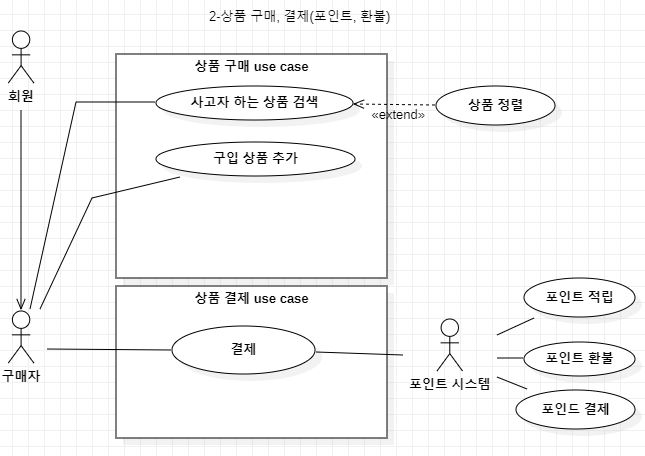 2-상품 구매, 결제(포인트, 환불)
상품 구매 use case
회원
사고자 하는 상품 검색
상품 정렬
«extend»
구입 상품 추가
상품 결제 use case
포인트 적립
결제
포인트 환불
구매자
포인트 시스템
포인드 결제